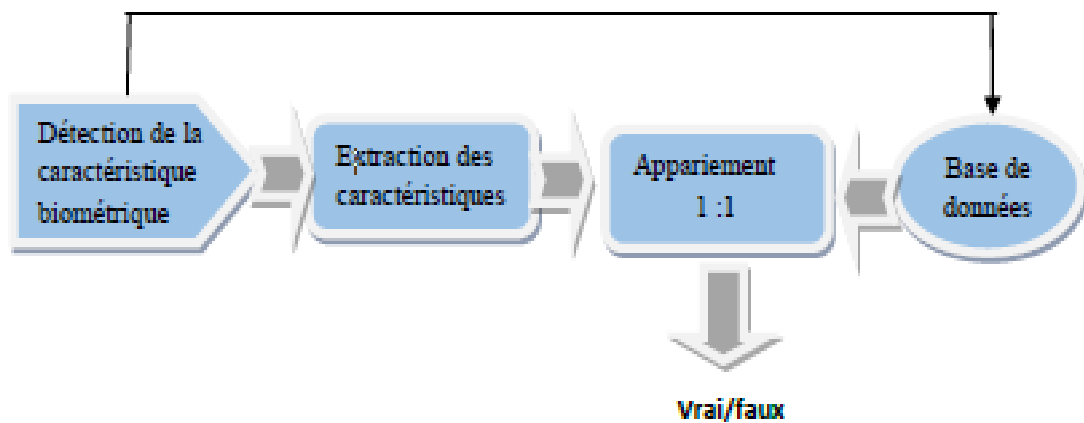 Détection de la
caractéristique
biométrique
Extraction des
caractéristiques
Appariement
1 :1
Base de
données
Vrai/faux